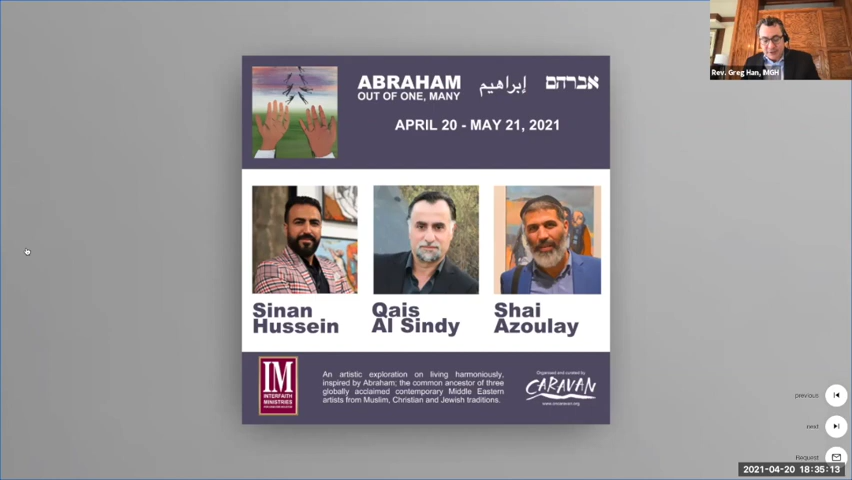 Rev. Greg Han, IMGH
ABRAHAM إبراهيم אברהם
OUT OF ONE, MANY
APRIL 20 - MAY 21, 2021
Sinan
Hussein
Qais
Al Sindy
Shai
Azoulay
IM
INTERFAITH
MINISTRIES
An artistic exploration on living harmoniously,
inspired by Abraham; the common ancestor of three
globally acclaimed contemporary Middle Eastern
artists from Muslim, Christian and Jewish traditions.
Organised and curated by
CARAVAN
www.oncaravan.org
previous
next
Request
2021-04-20 18:35:13